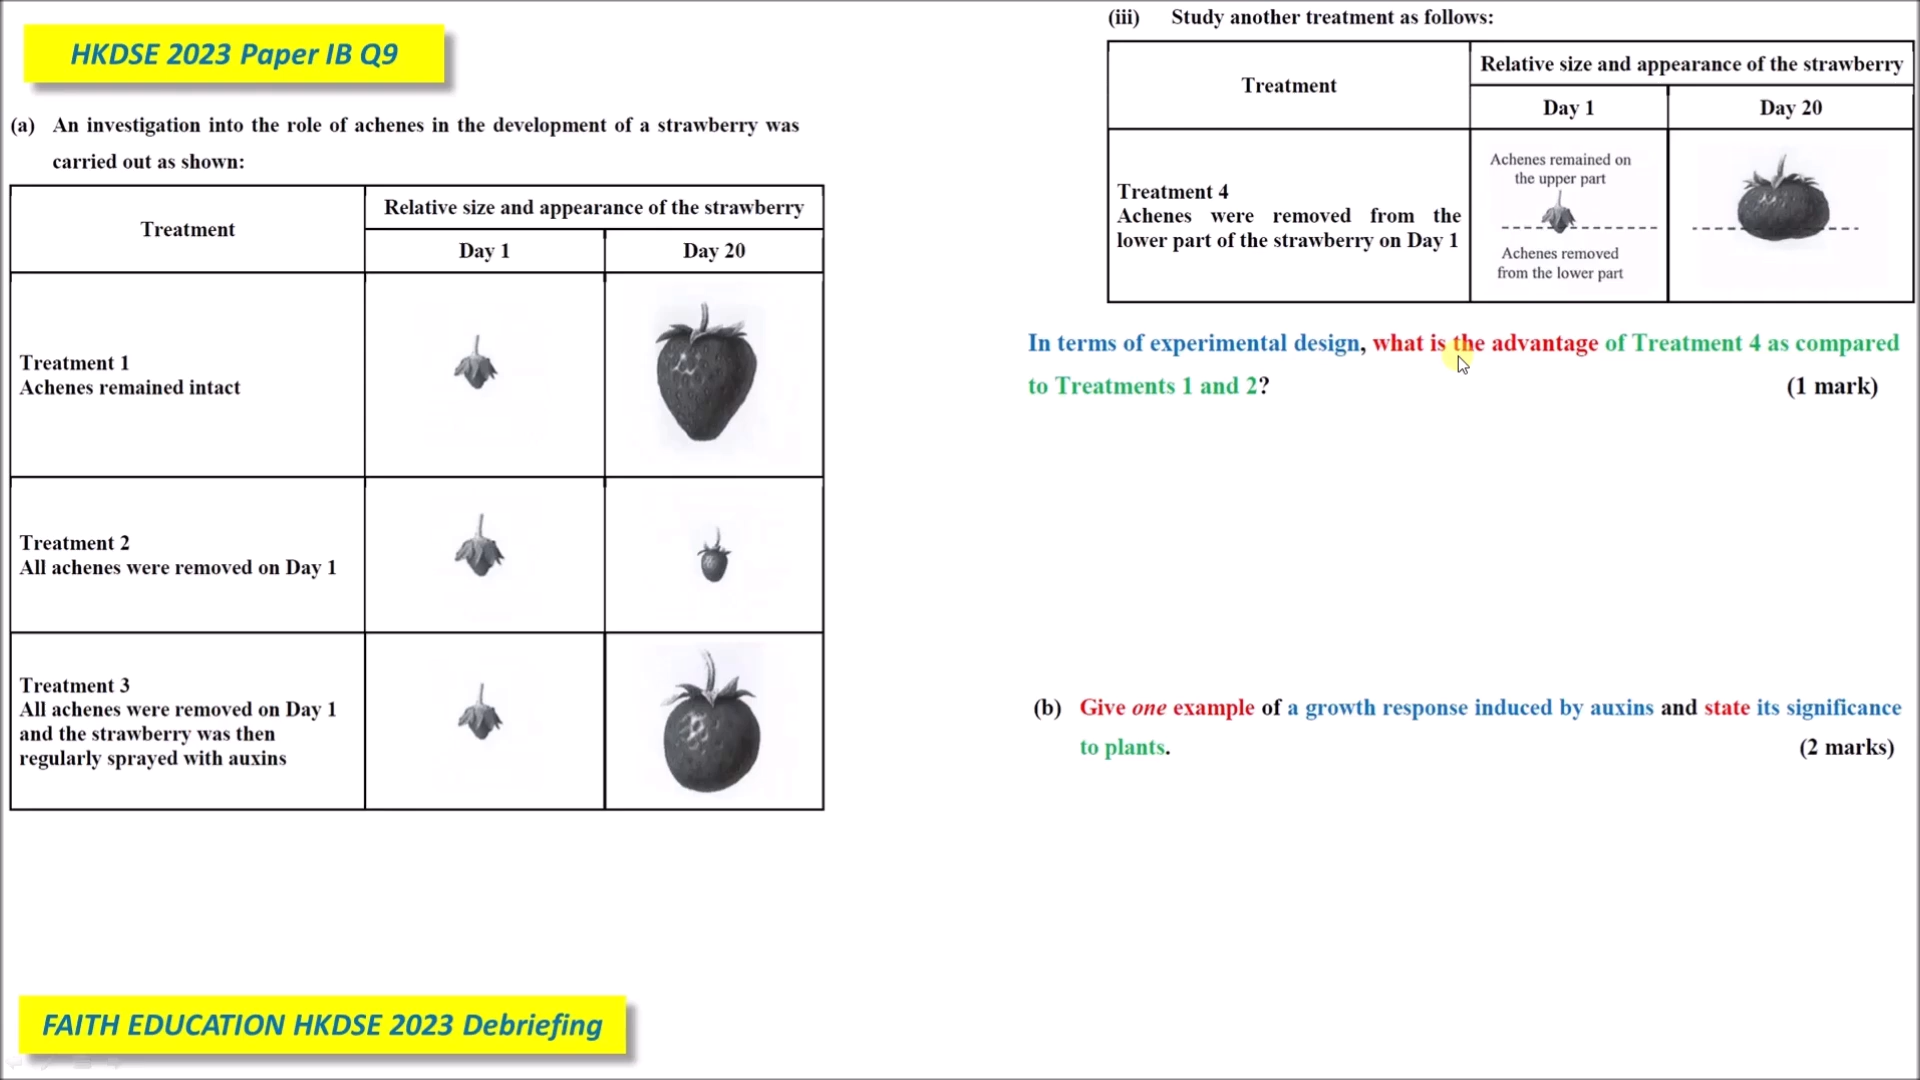 HKDSE 2023 Paper IB Q9
(a) An investigation into the role of achenes in the development of a strawberry was
carried out as shown:
Treatment
Relative size and appearance of the strawberry
Day 1
Day 20
Treatment 1
Achenes remained intact
Treatment 2
All achenes were removed on Day 1
Treatment 3
All achenes were removed on Day 1
and the strawberry was then
regularly sprayed with auxins
(iii) Study another treatment as follows:
Treatment
Relative size and appearance of the strawberry
Day 1
Day 20
Treatment 4
Achenes were removed from the
lower part of the strawberry on Day 1
Achenes remained on
the upper part
Achenes removed
from the lower part
In terms of experimental design, what is the advantage of Treatment 4 as compared
to Treatments 1 and 2?
(1 mark)
(b) Give one example of a growth response induced by auxins and state its significance
to plants.
(2 marks)
FAITH EDUCATION HKDSE 2023 Debriefing